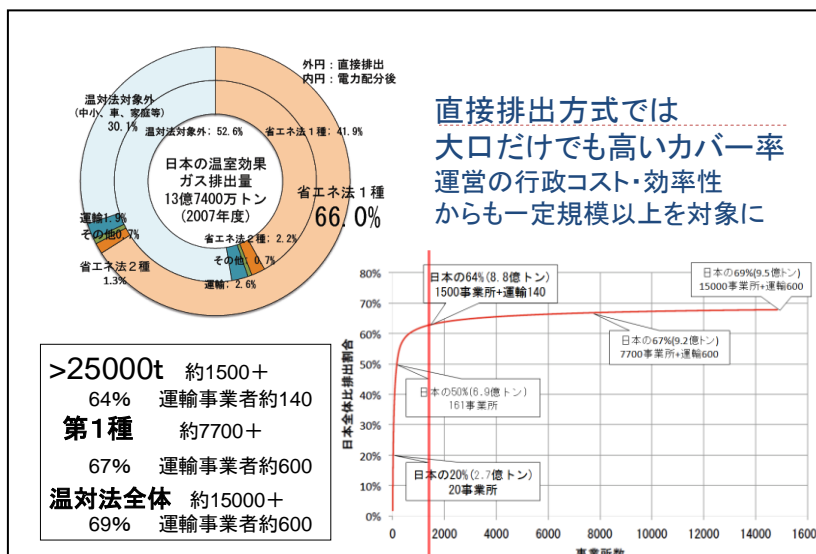 外円：直接排出
内円：電力配分後
温対法対象外
(中小、車、家庭等)
30.1%
温対法対象外; 52.6%
省エネ法１種; 41.9%
日本の温室効果
ガス排出量
13億7400万トン
(2007年度)
省エネ法１種
66.0%
運輸1.9%
その他0.7%
省エネ法２種
1.3%
省エネ法２種; 2.2%
その他; 0.7%
運輸; 2.6%
直接排出方式では
大口だけでも高いカバー率
運営の行政コスト・効率性
からも一定規模以上を対象に
>25000t 約1500＋
64% 運輸事業者約140
第１種 約7700＋
67% 運輸事業者約600
温対法全体 約15000＋
69% 運輸事業者約600
日本全体比排出割合
80%
70%
60%
50%
40%
30%
20%
10%
0%
日本の64%(8.8億トン)
1500事業所+運輸140
日本の69%(9.5億トン)
15000事業所+運輸600
日本の67%(9.2億トン)
7700事業所+運輸600
日本の50%(6.9億トン)
161事業所
日本の20%(2.7億トン)
20事業所
0 2000 4000 6000 8000 10000 12000 14000 1600
事業所数